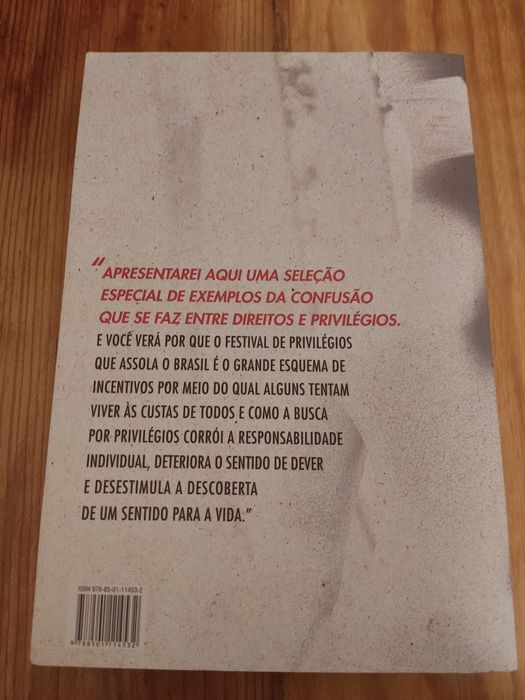 "APRESENTAREI AQUI UMA SELEÇÃO
ESPECIAL DE EXEMPLOS DA CONFUSÃO
QUE SE FAZ ENTRE DIREITOS E PRIVILÉGIOS.
E VOCÊ VERÁ POR QUE O FESTIVAL DE PRIVILÉGIOS
QUE ASSOLA O BRASIL É O GRANDE ESQUEMA DE
INCENTIVOS POR MEIO DO QUAL ALGUNS TENTAM
VIVER ÀS CUSTAS DE TODOS E COMO A BUSCA
POR PRIVILÉGIOS CORRÓI A RESPONSABILIDADE
INDIVIDUAL, DETERIORA O SENTIDO DE DEVER
E DESESTIMULA A DESCOBERTA
DE UM SENTIDO PARA A VIDA."
ISBN 978-85-01-11453-2
9 788501 114532